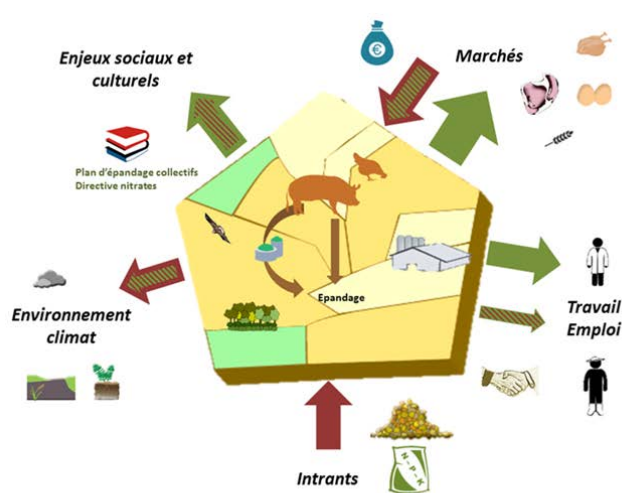 Enjeux sociaux et
culturels
Marchés
€
Plan d'épandage collectifs
Directive nitrates
Epandage
Environnement
climat
Travail
Emploi
Intrants
N-P-K